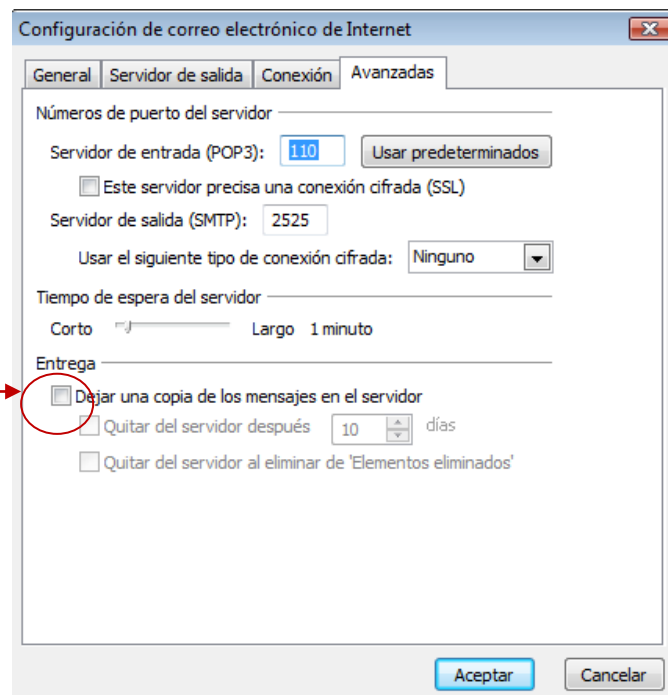 Configuración de correo electrónico de Internet
General Servidor de salida Conexión Avanzadas
Números de puerto del servidor
Servidor de entrada (POP3): 110 Usar predeterminados
Este servidor precisa una conexión cifrada (SSL)
Servidor de salida (SMTP): 2525
Usar el siguiente tipo de conexión cifrada: Ninguno
Tiempo de espera del servidor
Corto Largo 1 minuto
Entrega
Dejar una copia de los mensajes en el servidor
Quitar del servidor después 10 días
Quitar del servidor al eliminar de 'Elementos eliminados'
Aceptar Cancelar